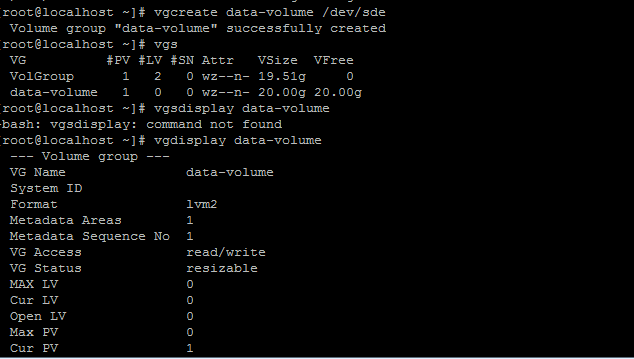 [root@localhost ~]# vgcreate data-volume /dev/sde
Volume group "data-volume" successfully created
[root@localhost ~]# vgs
VG #PV #LV #SN Attr VSize VFree
VolGroup 1 2 0 wz--n- 19.51g 0
data-volume 1 0 0 wz--n- 20.00g 20.00g
[root@localhost ~]# vgsdisplay data-volume
-bash: vgsdisplay: command not found
[root@localhost ~]# vgdisplay data-volume
--- Volume group ---
VG Name data-volume
System ID
Format lvm2
Metadata Areas 1
Metadata Sequence No 1
VG Access read/write
VG Status resizable
MAX LV 0
Cur LV 0
Open LV 0
Max PV 0
Cur PV 1